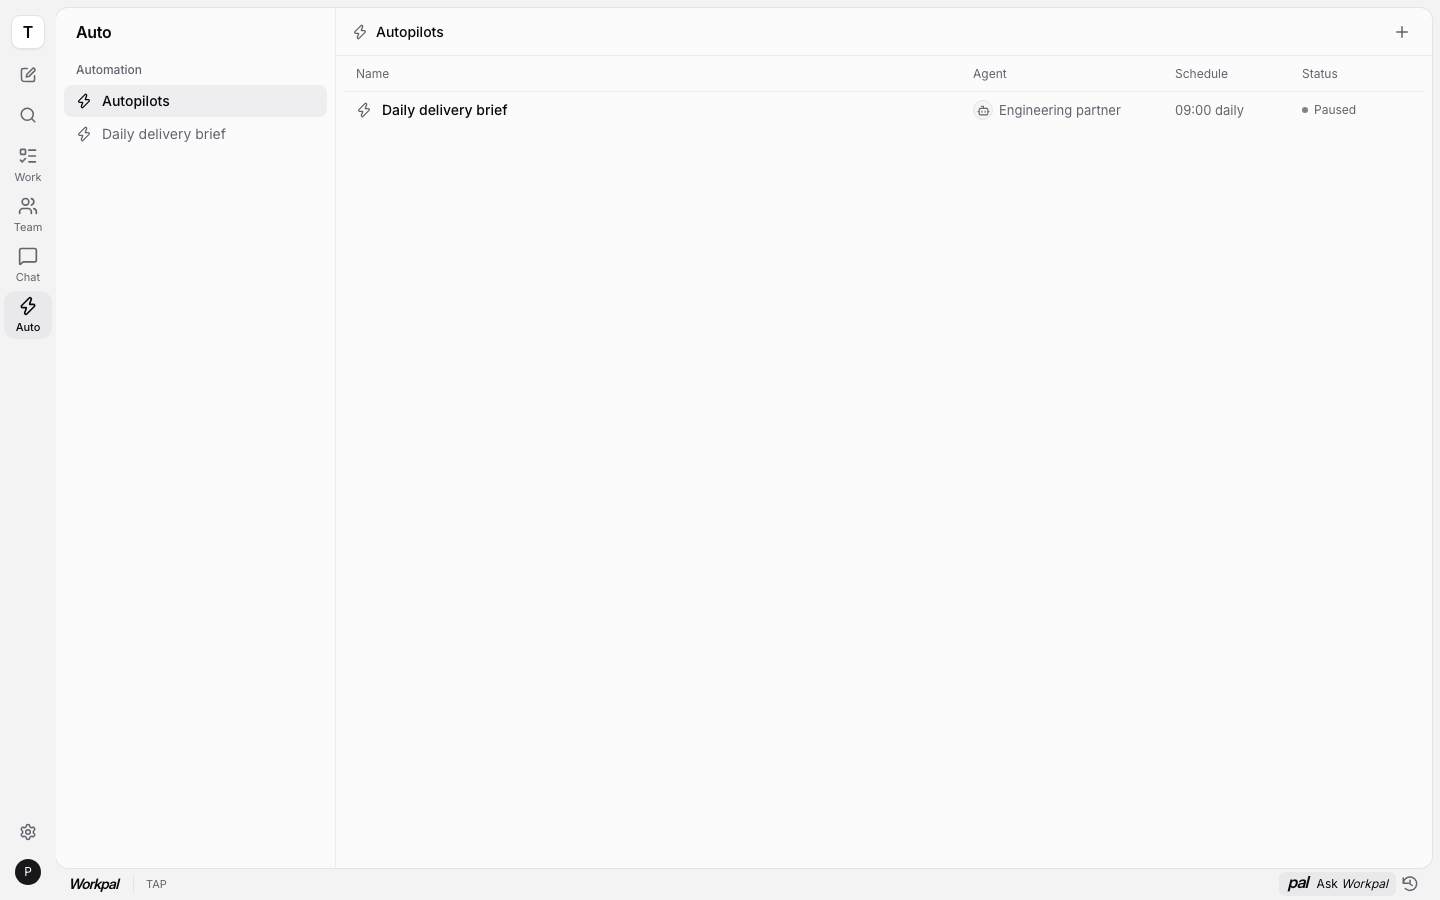 T
Work
Team
Chat
Auto
P
Auto
Automation
Autopilots
Daily delivery brief
Autopilots
Name Agent Schedule Status
Daily delivery brief Engineering partner 09:00 daily Paused
Workpal TAP
pal Ask Workpal